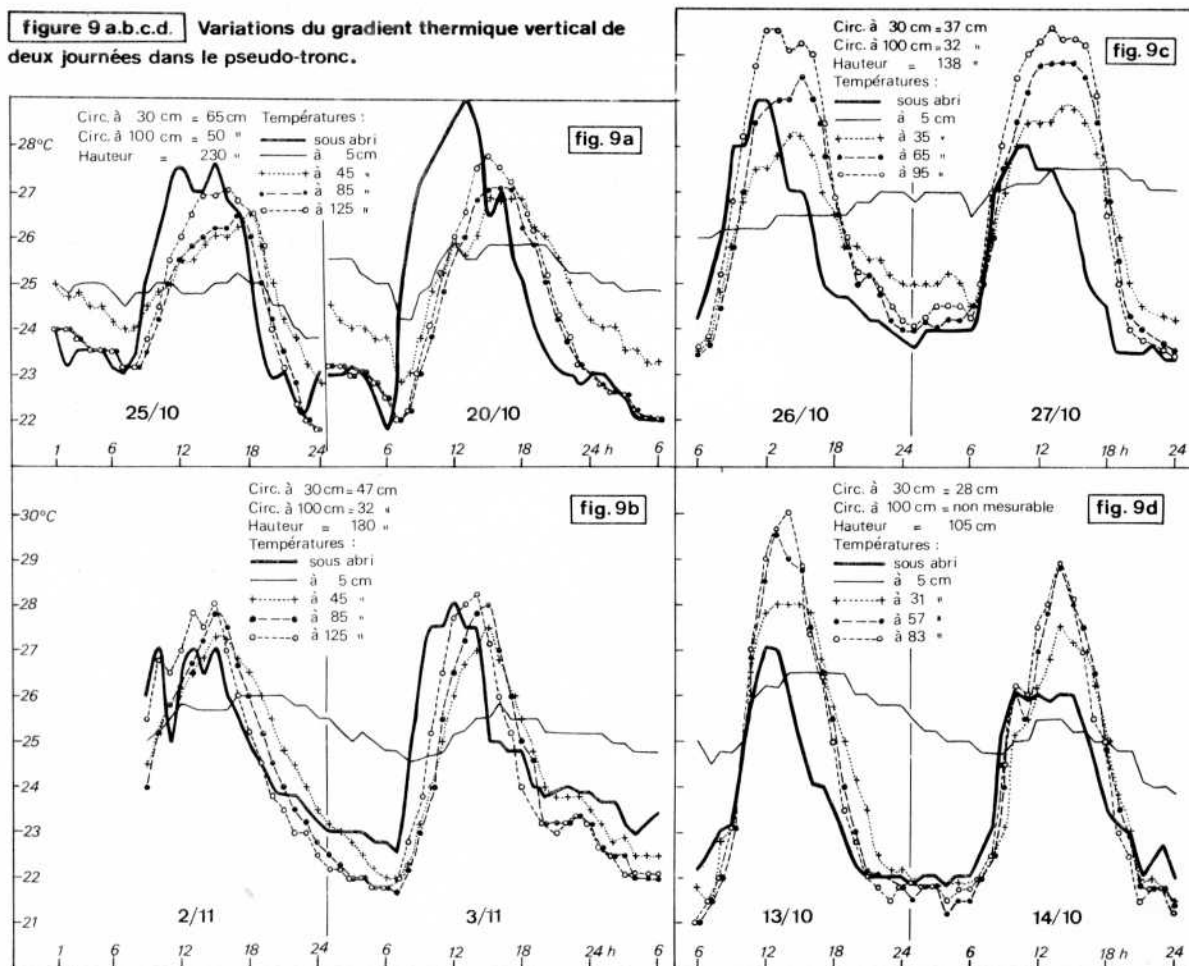 figure 9 a.b.c.d. Variations du gradient thermique vertical de
deux journées dans le pseudo-tronc.
fig. 9a
Circ. à 30 cm = 65 cm
Circ. à 100 cm = 50 "
Hauteur = 230 "
Températures :
sous abri
à 5 cm
à 45 "
à 85 "
à 125 "
28°C
27
26
25
24
23
22
25/10
20/10
1 6 12 18 24 6 12 18 24 h 6
fig. 9c
Circ. à 30 cm = 37 cm
Circ. à 100 cm = 32 "
Hauteur = 138 "
Températures :
sous abri
à 5 cm
à 35 "
à 65 "
à 95 "
26/10
27/10
6 2 18 24 6 12 18 h 24
fig. 9b
Circ. à 30 cm = 47 cm
Circ. à 100 cm = 32 "
Hauteur = 180 "
Températures :
sous abri
à 5 cm
à 45 "
à 85 "
à 125 "
30°C
29
28
27
26
25
24
23
22
21
2/11
3/11
1 6 12 18 24 6 12 18 24 h 6
fig. 9d
Circ. à 30 cm = 28 cm
Circ. à 100 cm = non mesurable
Hauteur = 105 cm
Températures :
sous abri
à 5 cm
à 31 "
à 57 "
à 83 "
13/10
14/10
6 12 18 24 6 12 18 h 24